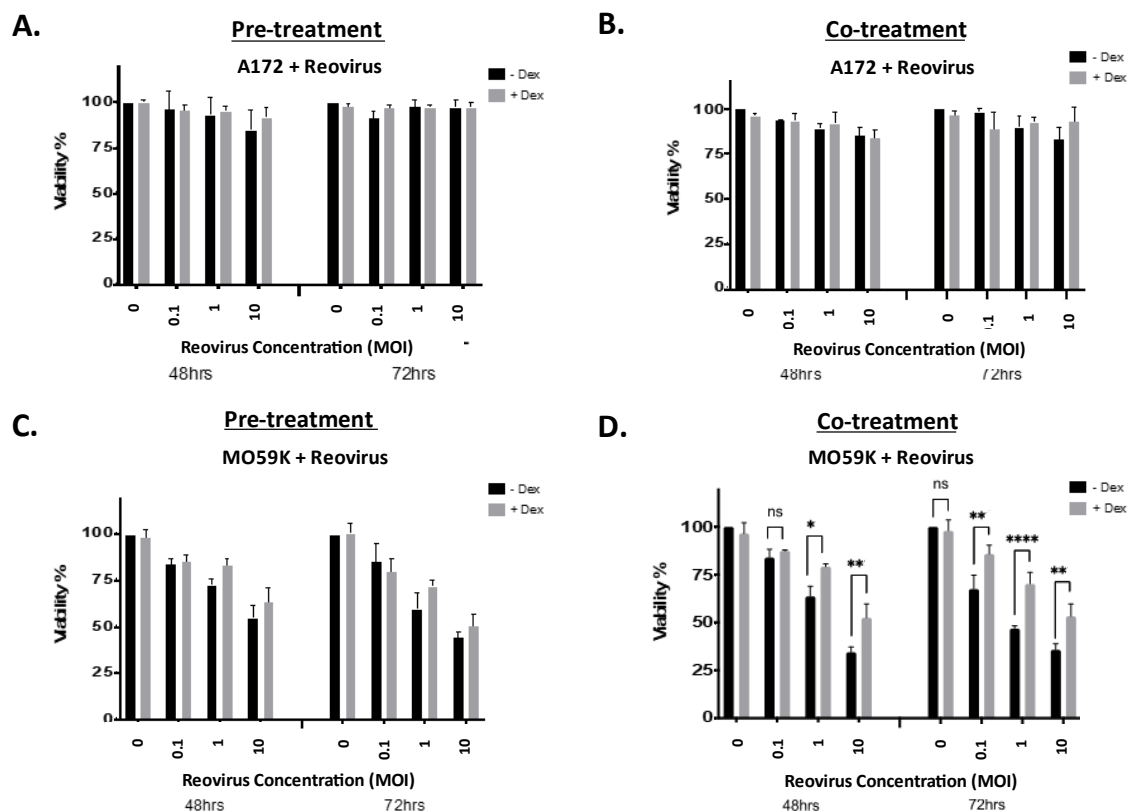 A.
Pre-treatment
A172 + Reovirus
- Dex
+ Dex
Viability %
100
75
50
25
0
0 0.1 1 10 0 0.1 1 10
Reovirus Concentration (MOI)
48hrs 72hrs
B.
Co-treatment
A172 + Reovirus
- Dex
+ Dex
Viability %
100
75
50
25
0
0 0.1 1 10 0 0.1 1 10
Reovirus Concentration (MOI)
48hrs 72hrs
C.
Pre-treatment
MO59K + Reovirus
- Dex
+ Dex
Viability %
100
75
50
25
0
0 0.1 1 10 0 0.1 1 10
Reovirus Concentration (MOI)
48hrs 72hrs
D.
Co-treatment
MO59K + Reovirus
- Dex
+ Dex
ns * ** ns ** **** **
Viability %
100
75
50
25
0
0 0.1 1 10 0 0.1 1 10
Reovirus Concentration (MOI)
48hrs 72hrs